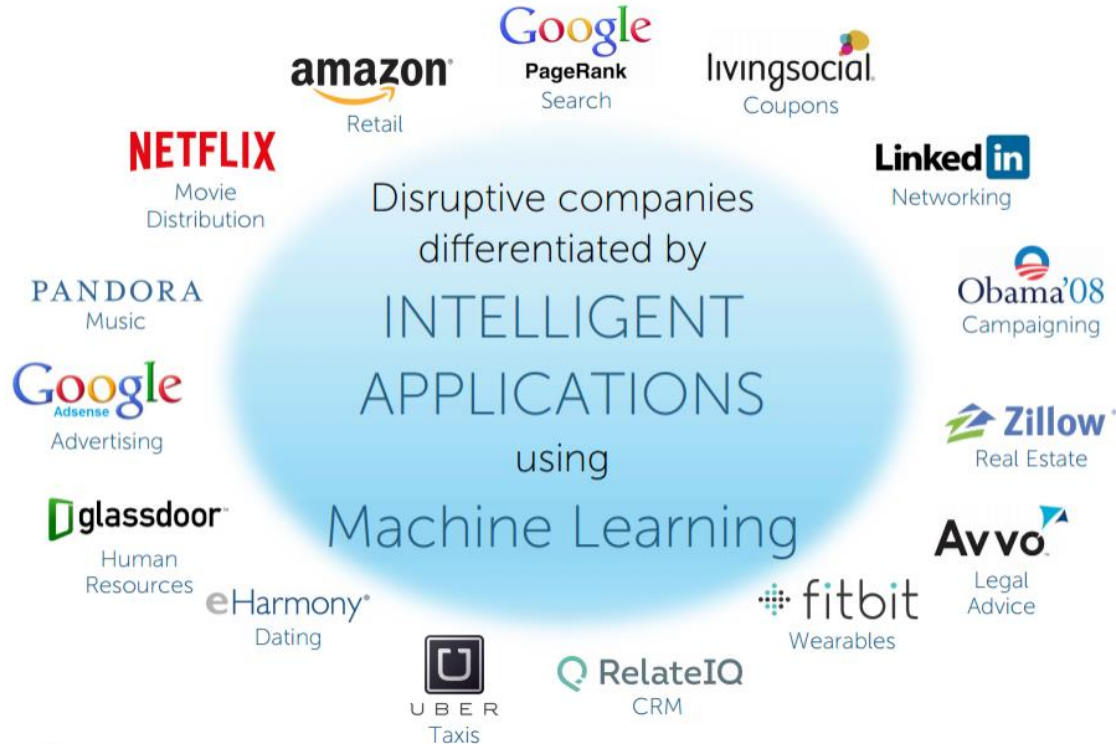 Google
PageRank
Search
amazon
Retail
livingsocial.
Coupons
NETFLIX
Movie
Distribution
Linked in
Networking
PANDORA
Music
Obama'08
Campaigning
Google
Adsense
Advertising
Zillow
Real Estate
glassdoor
Human
Resources
Avvo
Legal
Advice
eHarmony
Dating
fitbit
Wearables
UBER
Taxis
RelateIQ
CRM
Disruptive companies
differentiated by
INTELLIGENT
APPLICATIONS
using
Machine Learning